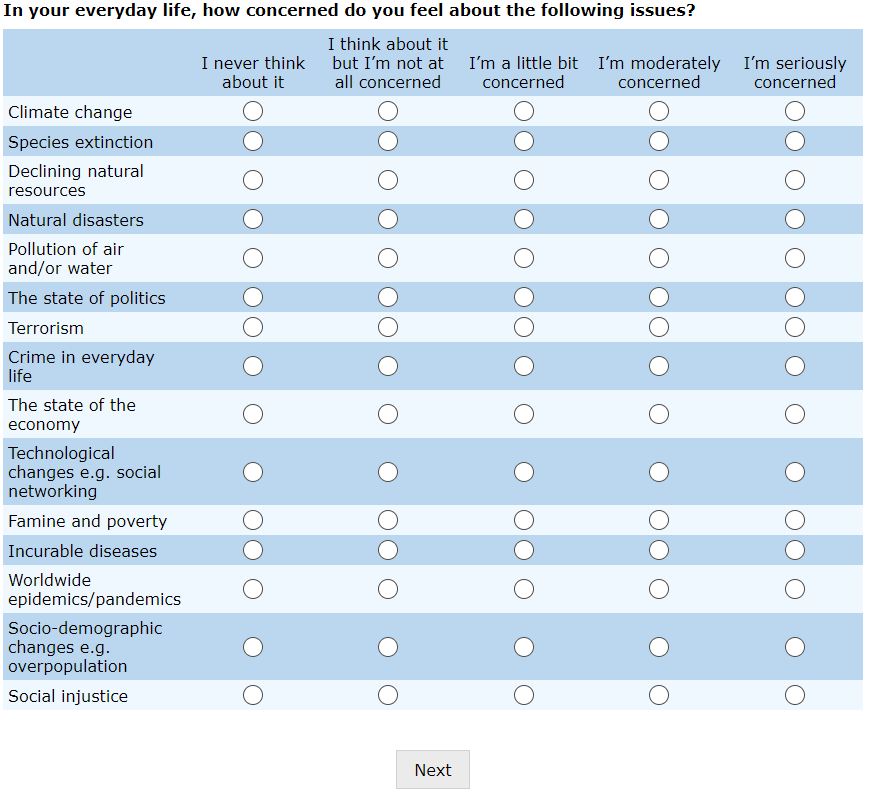 In your everyday life, how concerned do you feel about the following issues?
I never think
about it
I think about it
but I’m not at
all concerned
I’m a little bit
concerned
I’m moderately
concerned
I’m seriously
concerned
Climate change
Species extinction
Declining natural
resources
Natural disasters
Pollution of air
and/or water
The state of politics
Terrorism
Crime in everyday
life
The state of the
economy
Technological
changes e.g. social
networking
Famine and poverty
Incurable diseases
Worldwide
epidemics/pandemics
Socio-demographic
changes e.g.
overpopulation
Social injustice
Next